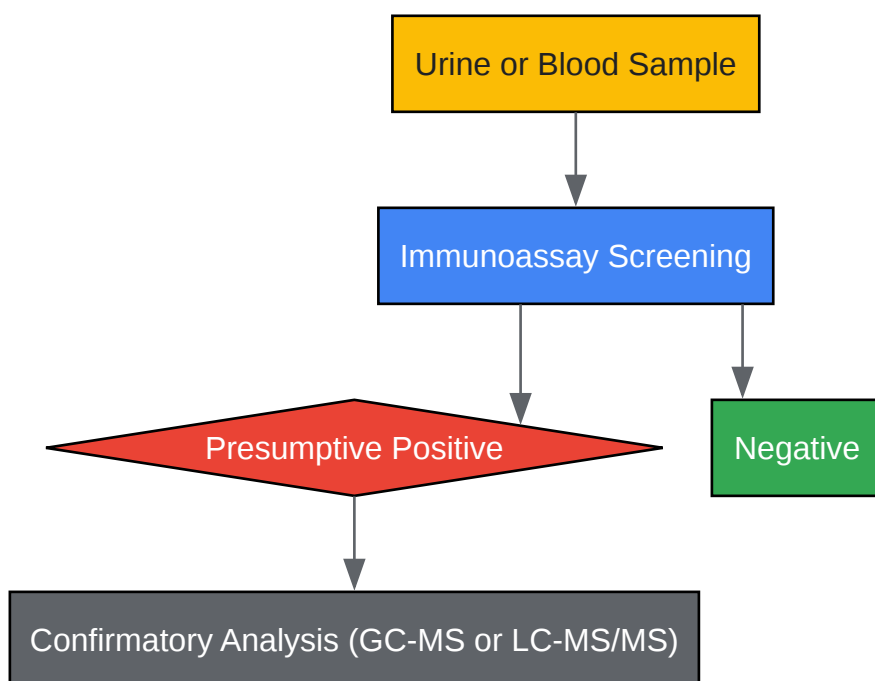 Urine or Blood Sample
Immunoassay Screening
Presumptive Positive
Negative
Confirmatory Analysis (GC-MS or LC-MS/MS)